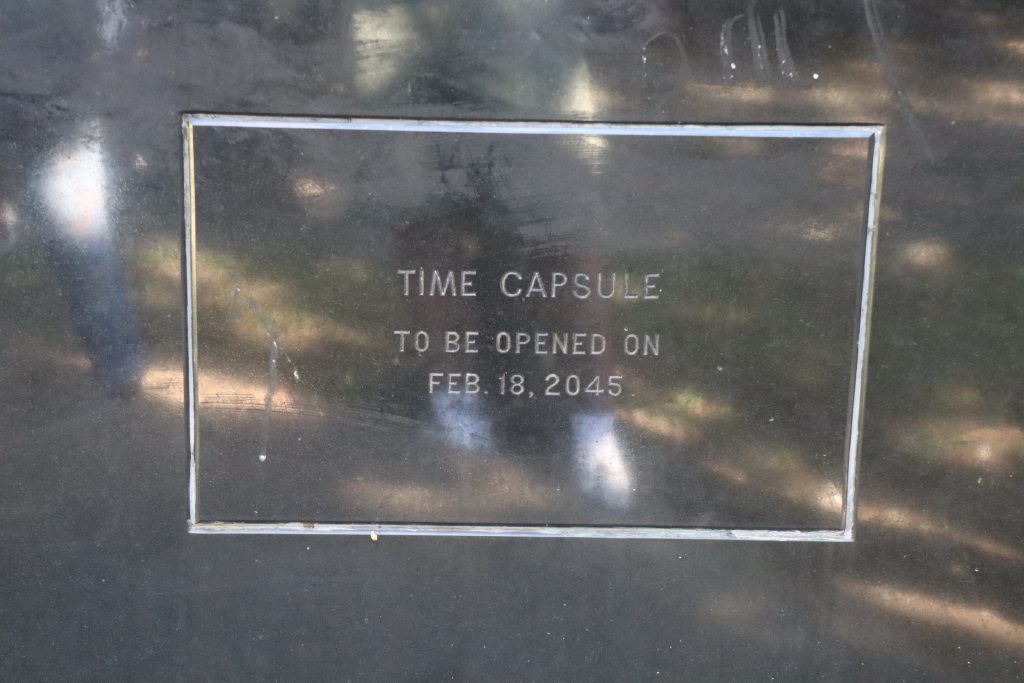 TIME CAPSULE
TO BE OPENED ON
FEB. 18, 2045